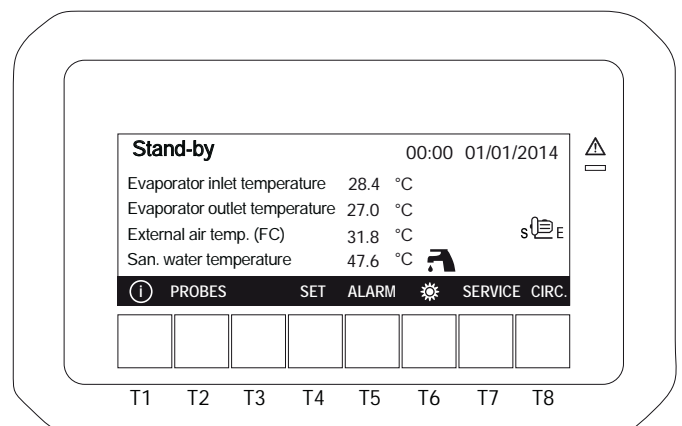 Stand-by 00:00 01/01/2014
Evaporator inlet temperature 28.4 °C
Evaporator outlet temperature 27.0 °C
External air temp. (FC) 31.8 °C
S E
San. water temperature 47.6 °C
i PROBES SET ALARM SERVICE CIRC.
T1 T2 T3 T4 T5 T6 T7 T8